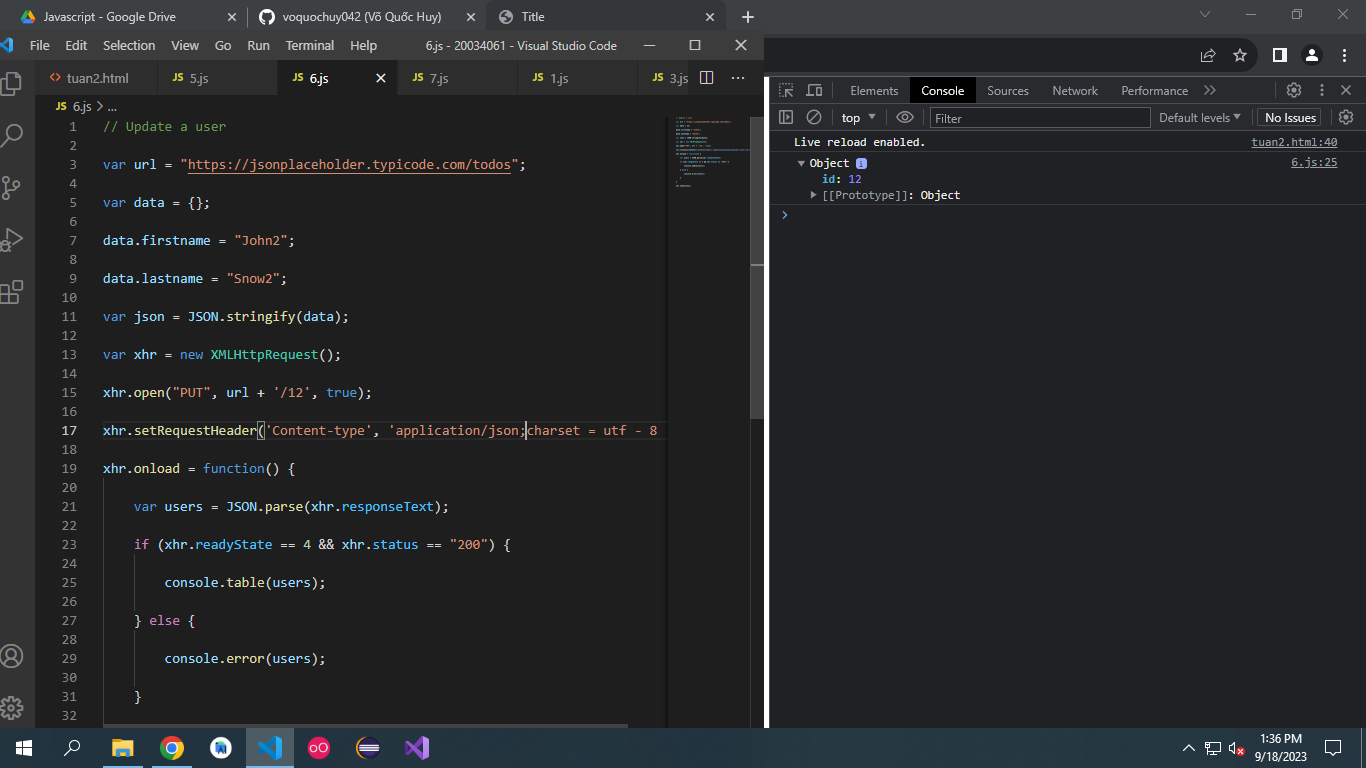 Javascript - Google Drive
voquochuy042 (Võ Quốc Huy)
Title
File Edit Selection View Go Run Terminal Help 6.js - 20034061 - Visual Studio Code
tuan2.html JS 5.js JS 6.js JS 7.js JS 1.js JS 3.js
JS 6.js > ...
1 // Update a user
2
3 var url = "https://jsonplaceholder.typicode.com/todos";
4
5 var data = {};
6
7 data.firstname = "John2";
8
9 data.lastname = "Snow2";
10
11 var json = JSON.stringify(data);
12
13 var xhr = new XMLHttpRequest();
14
15 xhr.open("PUT", url + '/12', true);
16
17 xhr.setRequestHeader('Content-type', 'application/json;charset = utf - 8
18
19 xhr.onload = function() {
20
21 var users = JSON.parse(xhr.responseText);
22
23 if (xhr.readyState == 4 && xhr.status == "200") {
24
25 console.table(users);
26
27 } else {
28
29 console.error(users);
30
31 }
32
Elements Console Sources Network Performance
top Filter Default levels No Issues
Live reload enabled. tuan2.html:40
Object i 6.js:25
id: 12
[[Prototype]]: Object
1:36 PM
9/18/2023